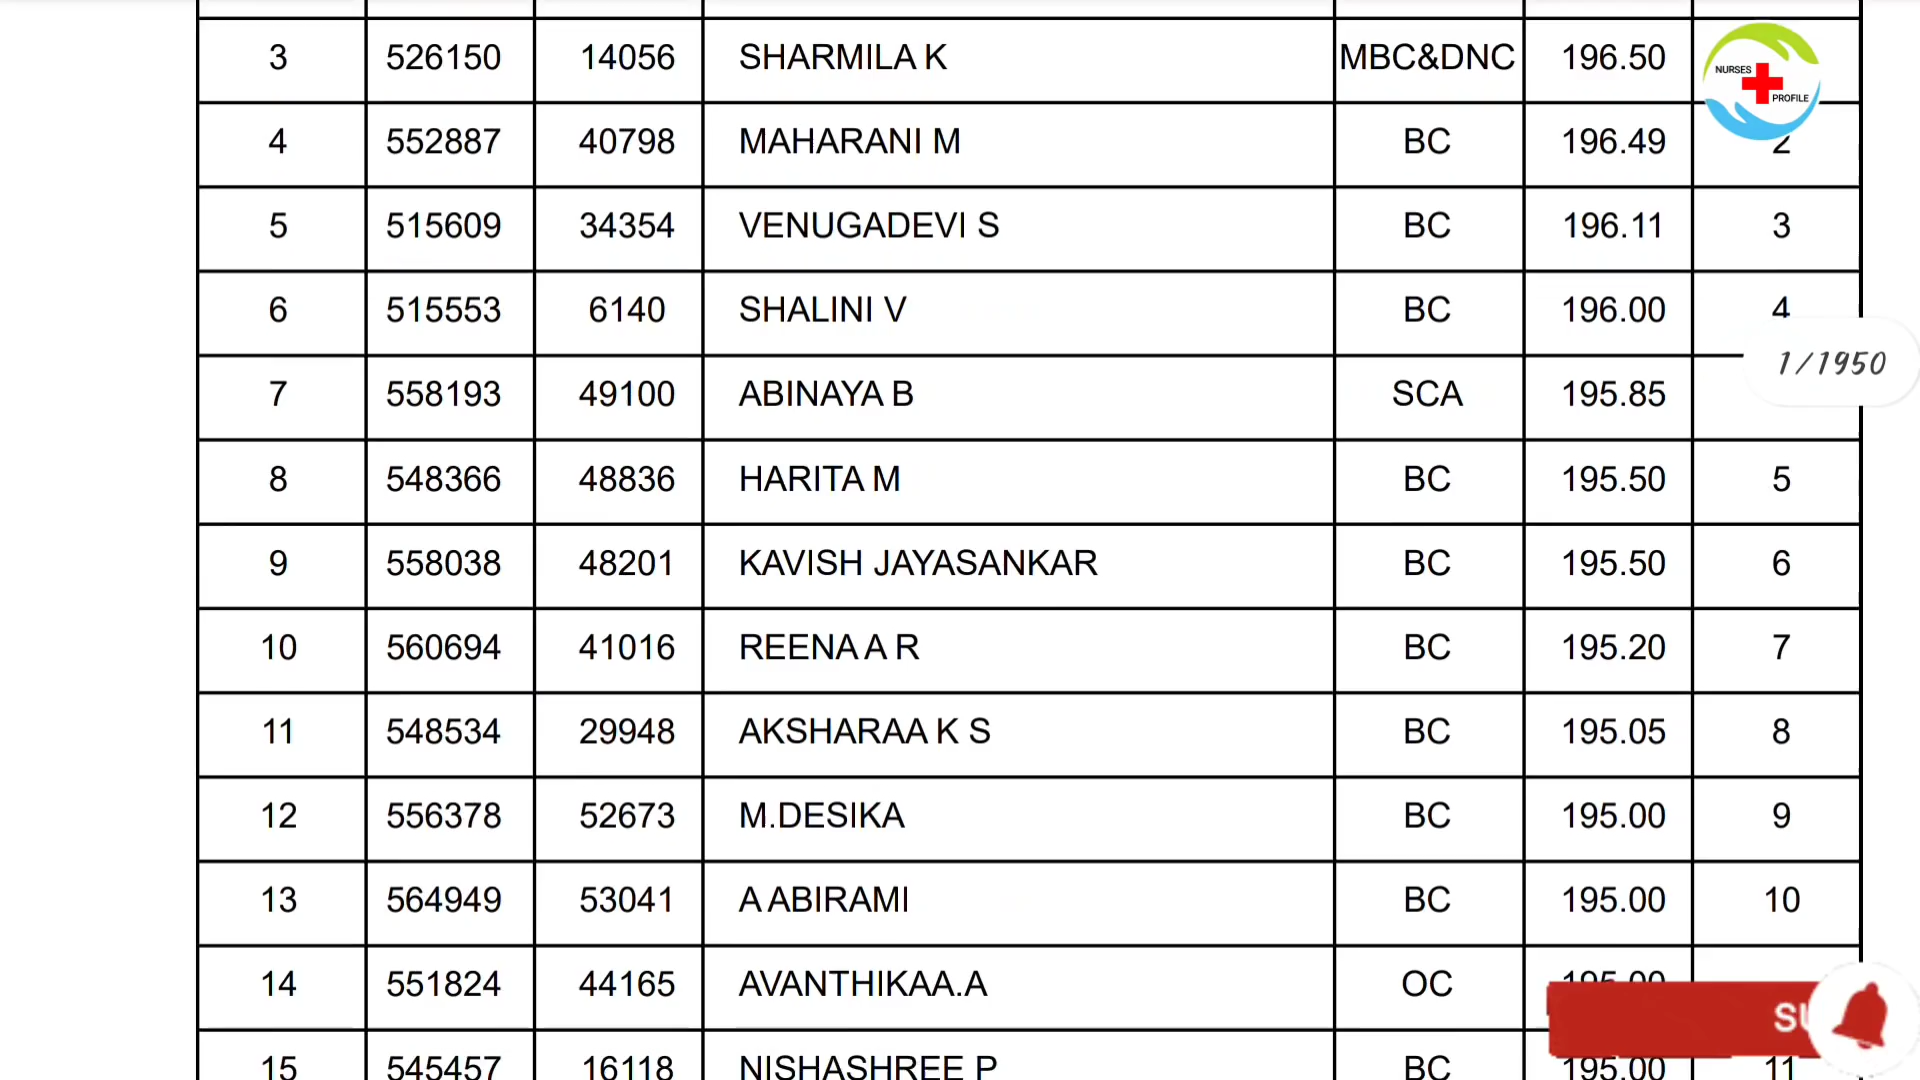 3 526150 14056 SHARMILA K MBC&DNC 196.50
NURSES
PROFILE
4 552887 40798 MAHARANI M BC 196.49 2
5 515609 34354 VENUGADEVI S BC 196.11 3
6 515553 6140 SHALINI V BC 196.00 4
1/1950
7 558193 49100 ABINAYA B SCA 195.85
8 548366 48836 HARITA M BC 195.50 5
9 558038 48201 KAVISH JAYASANKAR BC 195.50 6
10 560694 41016 REENA A R BC 195.20 7
11 548534 29948 AKSHARAA K S BC 195.05 8
12 556378 52673 M.DESIKA BC 195.00 9
13 564949 53041 A ABIRAMI BC 195.00 10
14 551824 44165 AVANTHIKAA.A OC 195.00
15 545457 16118 NISHASHREE P BC 195.00 11